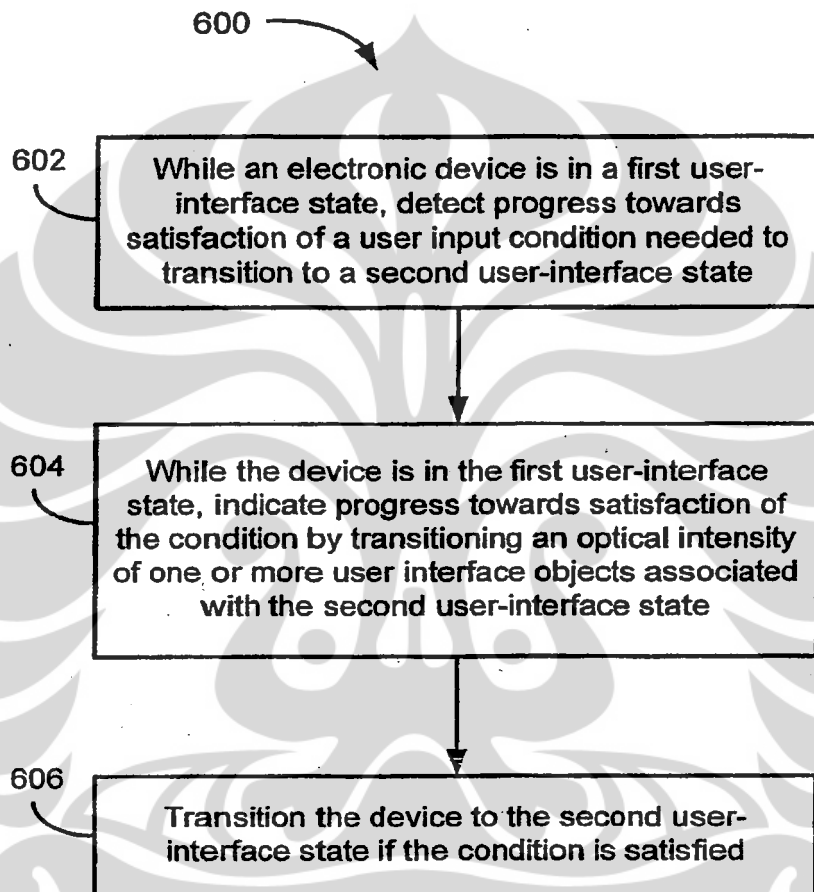 600
602
While an electronic device is in a first user-
interface state, detect progress towards
satisfaction of a user input condition needed to
transition to a second user-interface state
604
While the device is in the first user-interface
state, indicate progress towards satisfaction of
the condition by transitioning an optical intensity
of one or more user interface objects associated
with the second user-interface state
606
Transition the device to the second user-
interface state if the condition is satisfied